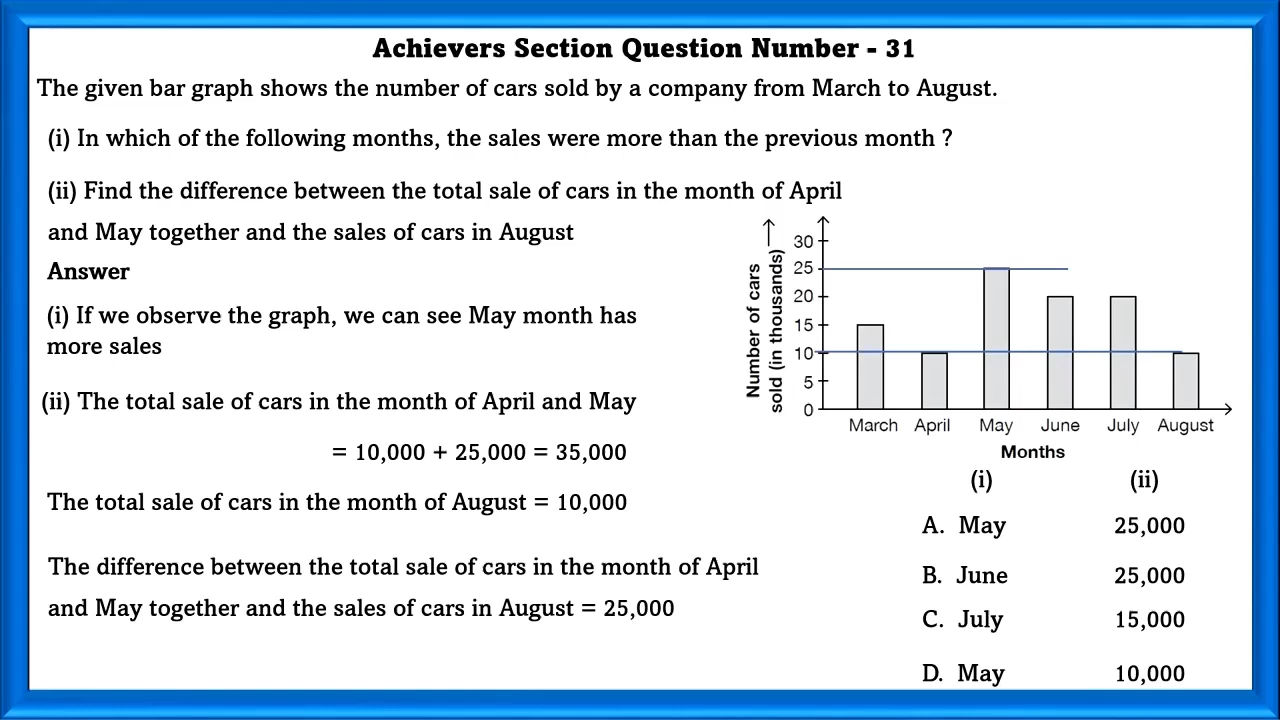 Achievers Section Question Number - 31
The given bar graph shows the number of cars sold by a company from March to August.
(i) In which of the following months, the sales were more than the previous month ?
(ii) Find the difference between the total sale of cars in the month of April
and May together and the sales of cars in August
Answer
(i) If we observe the graph, we can see May month has
more sales
(ii) The total sale of cars in the month of April and May
= 10,000 + 25,000 = 35,000
The total sale of cars in the month of August = 10,000
The difference between the total sale of cars in the month of April
and May together and the sales of cars in August = 25,000
Number of cars
sold (in thousands)
30
25
20
15
10
5
0
March April May June July August
Months
(i) (ii)
A. May 25,000
B. June 25,000
C. July 15,000
D. May 10,000